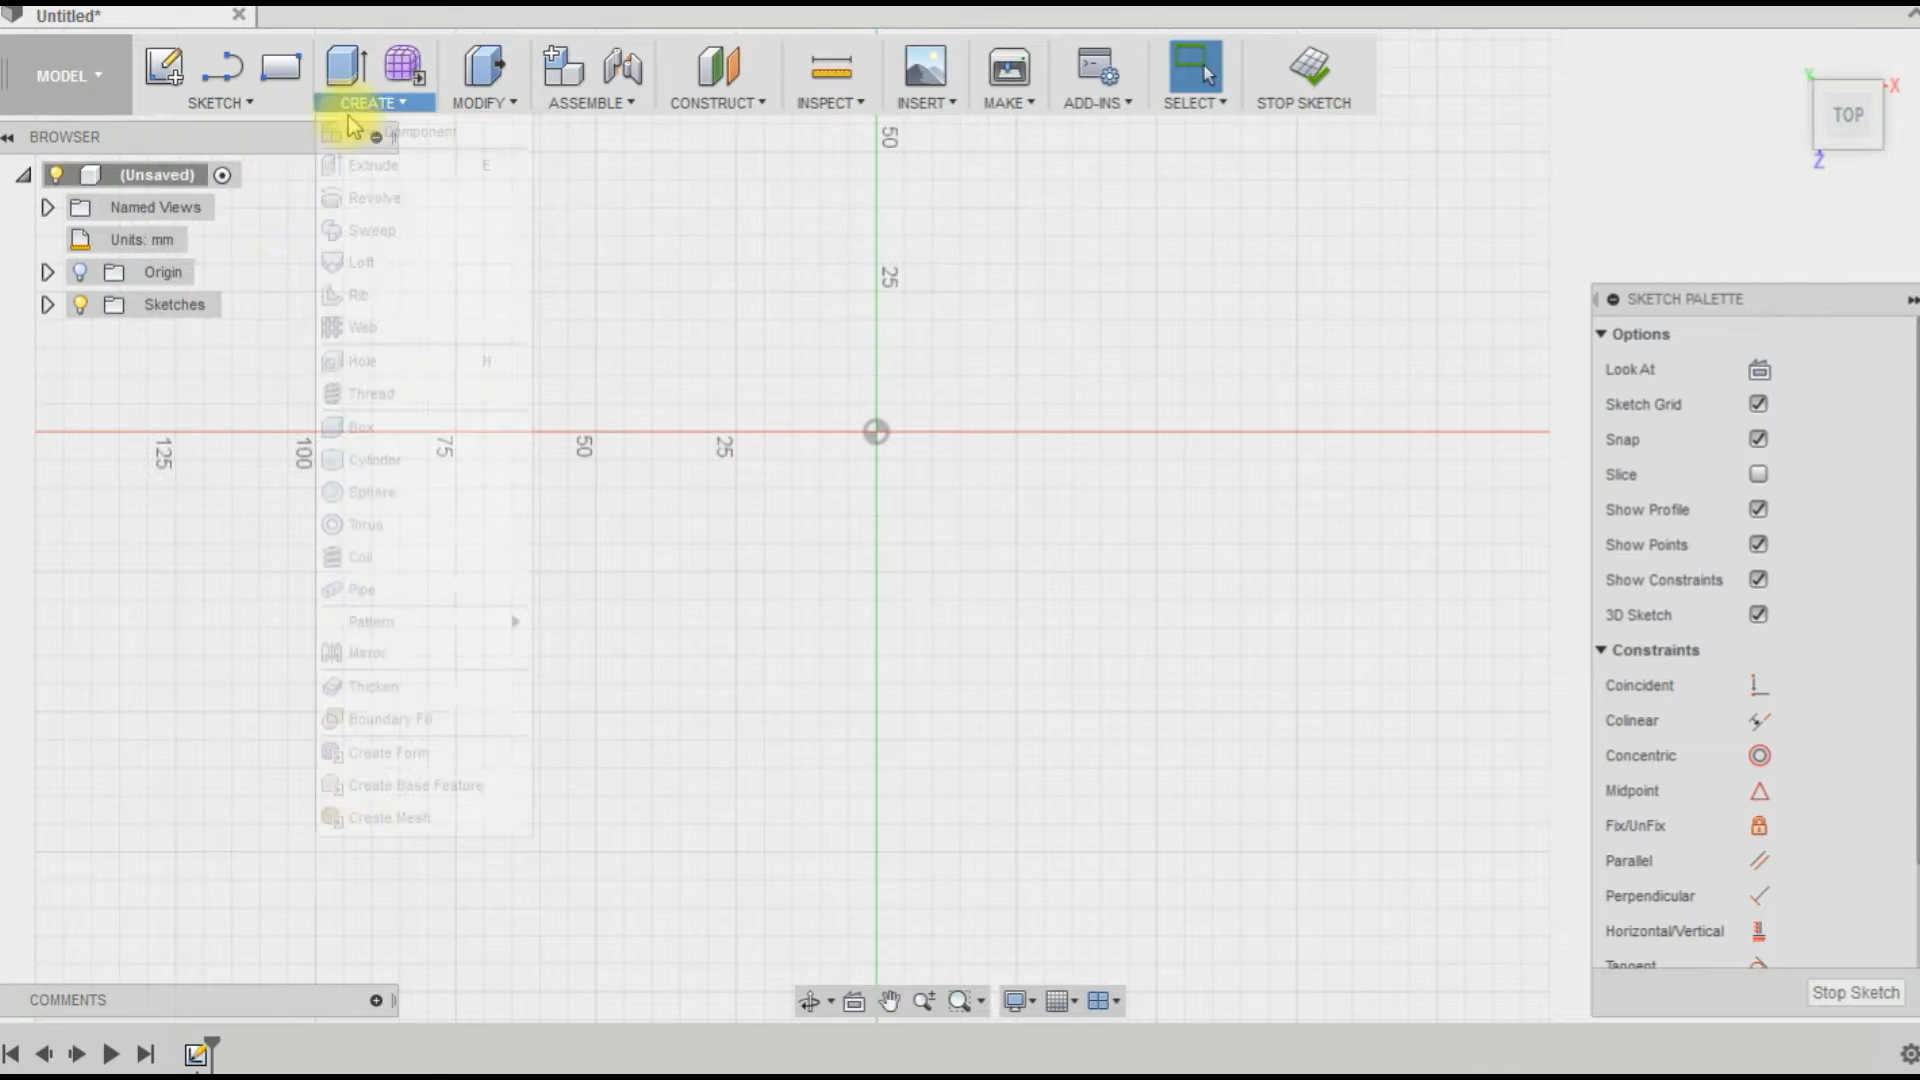 Untitled*
MODEL
SKETCH
CREATE
MODIFY
ASSEMBLE
CONSTRUCT
INSPECT
INSERT
MAKE
ADD-INS
SELECT
STOP SKETCH
TOP
X
Y
Z
BROWSER
(Unsaved)
Named Views
Units: mm
Origin
Sketches
Component
Extrude E
Revolve
Sweep
Loft
Rib
Web
Hole H
Thread
Box
Cylinder
Sphere
Torus
Coil
Pipe
Pattern
Mirror
Thicken
Boundary Fill
Create Form
Create Base Feature
Create Mesh
50
25
125
100
75
50
25
SKETCH PALETTE
Options
Look At
Sketch Grid
Snap
Slice
Show Profile
Show Points
Show Constraints
3D Sketch
Constraints
Coincident
Colinear
Concentric
Midpoint
Fix/UnFix
Parallel
Perpendicular
Horizontal/Vertical
Tangent
Stop Sketch
COMMENTS